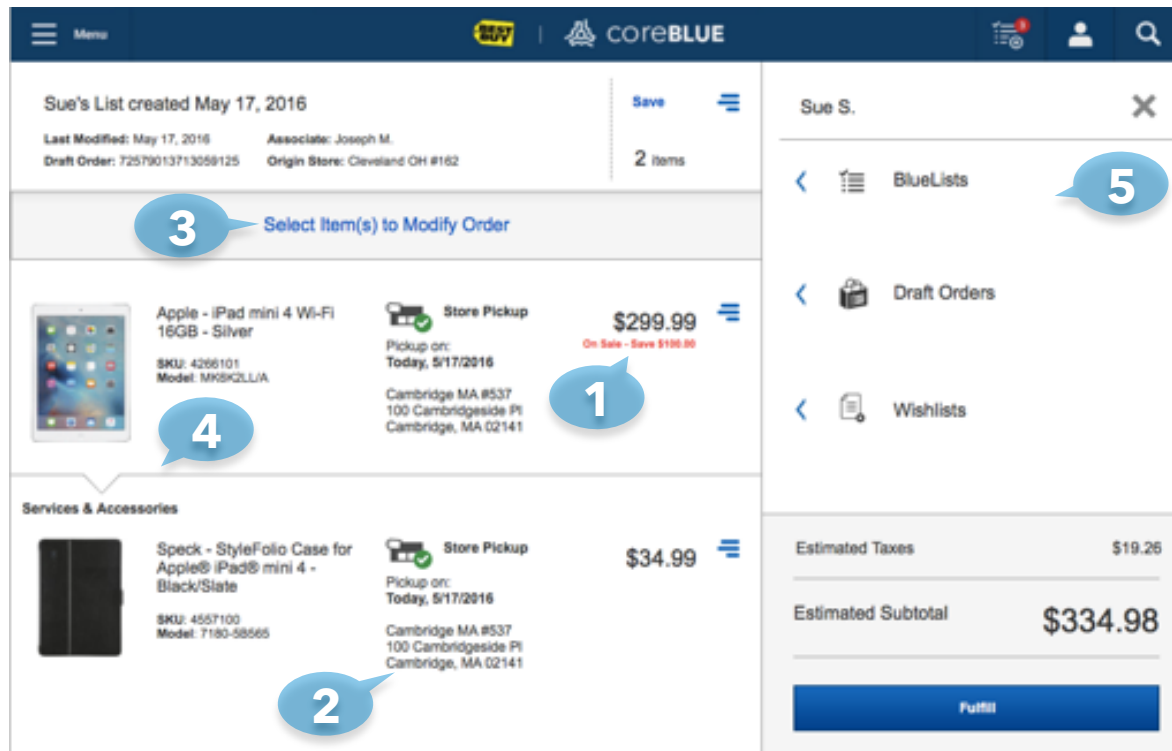 Menu
BEST BUY
coreBLUE
3
Sue's List created May 17, 2016
Save
Last Modified: May 17, 2016 Associate: Joseph M.
Draft Order: 72579013713059125 Origin Store: Cleveland OH #162
2 items
Select Item(s) to Modify Order
3
Apple - iPad mini 4 Wi-Fi
16GB - Silver
SKU: 4266101
Model: MK6K2LL/A
Store Pickup
Pickup on:
Today, 5/17/2016
Cambridge MA #537
100 Cambridgeside Pl
Cambridge, MA 02141
$299.99
On Sale - Save $100.00
1
4
Services & Accessories
Speck - StyleFolio Case for
Apple® iPad® mini 4 -
Black/Slate
SKU: 4557100
Model: 7180-5B565
Store Pickup
Pickup on:
Today, 5/17/2016
Cambridge MA #537
100 Cambridgeside Pl
Cambridge, MA 02141
$34.99
2
Sue S.
BlueLists
5
Draft Orders
Wishlists
Estimated Taxes $19.26
Estimated Subtotal $334.98
Fulfill